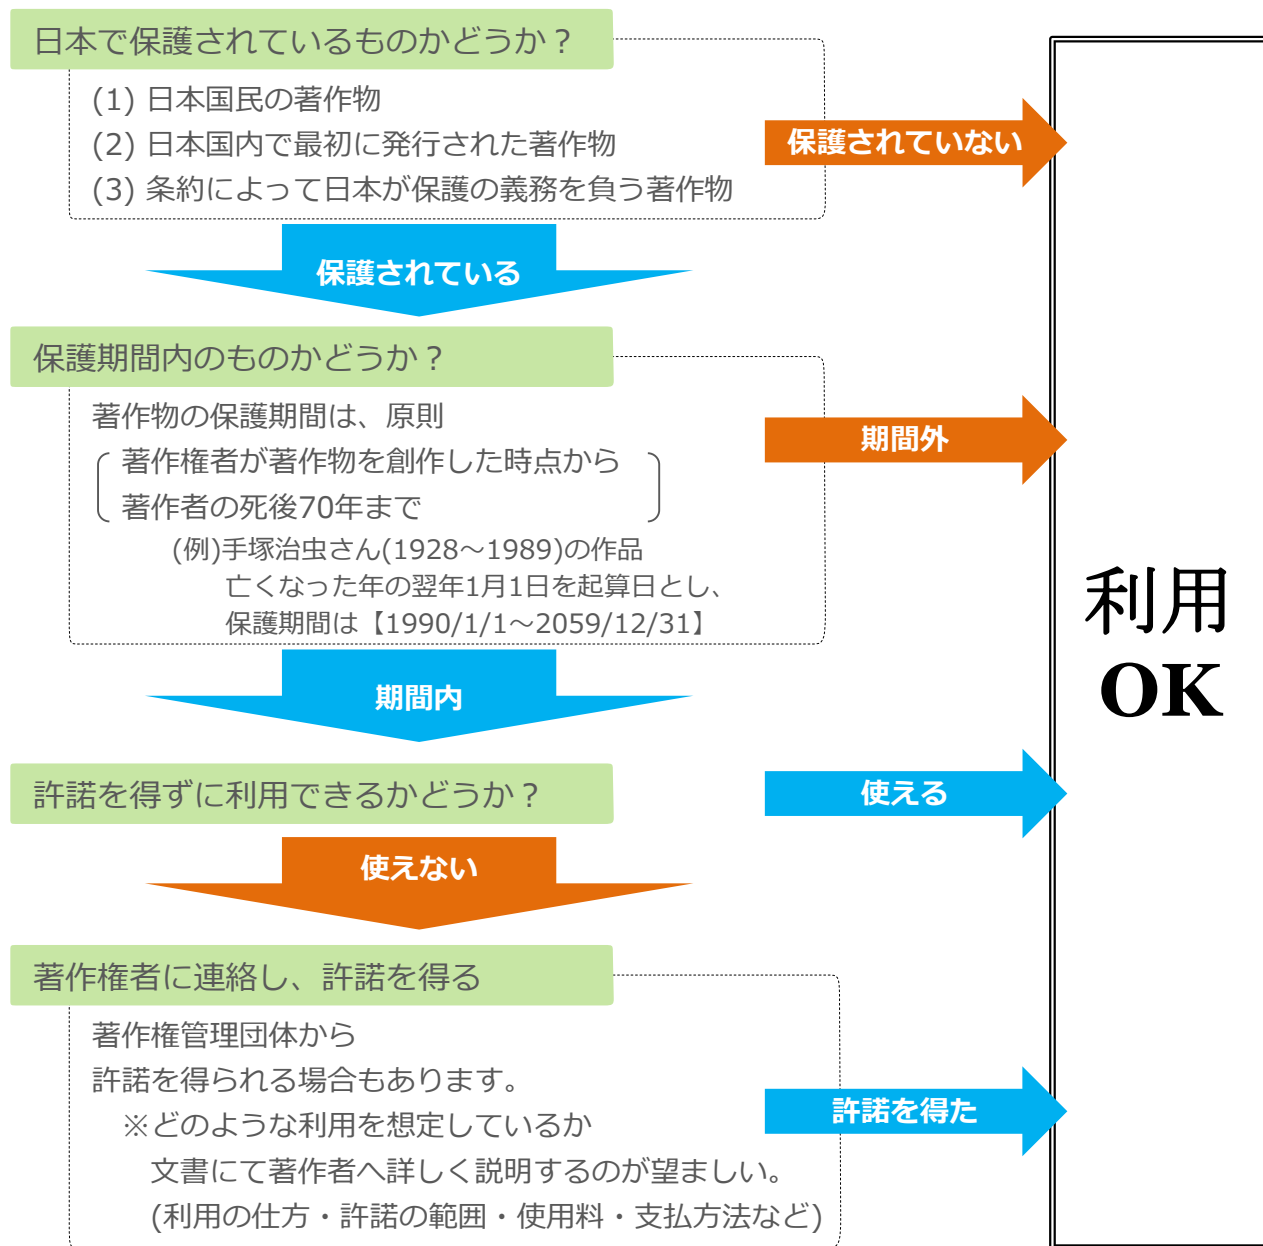 日本で保護されているものかどうか？
(1) 日本国民の著作物
(2) 日本国内で最初に発行された著作物
(3) 条約によって日本が保護の義務を負う著作物
保護されていない
保護されている
保護期間内のものかどうか？
著作物の保護期間は、原則
著作権者が著作物を創作した時点から
著作者の死後70年まで
(例)手塚治虫さん(1928～1989)の作品
亡くなった年の翌年1月1日を起算日とし、
保護期間は【1990/1/1～2059/12/31】
期間外
期間内
許諾を得ずに利用できるかどうか？
使える
使えない
著作権者に連絡し、許諾を得る
著作権管理団体から
許諾を得られる場合もあります。
※どのような利用を想定しているか
文書にて著作者へ詳しく説明するのが望ましい。
(利用の仕方・許諾の範囲・使用料・支払方法など)
許諾を得た
利用
OK